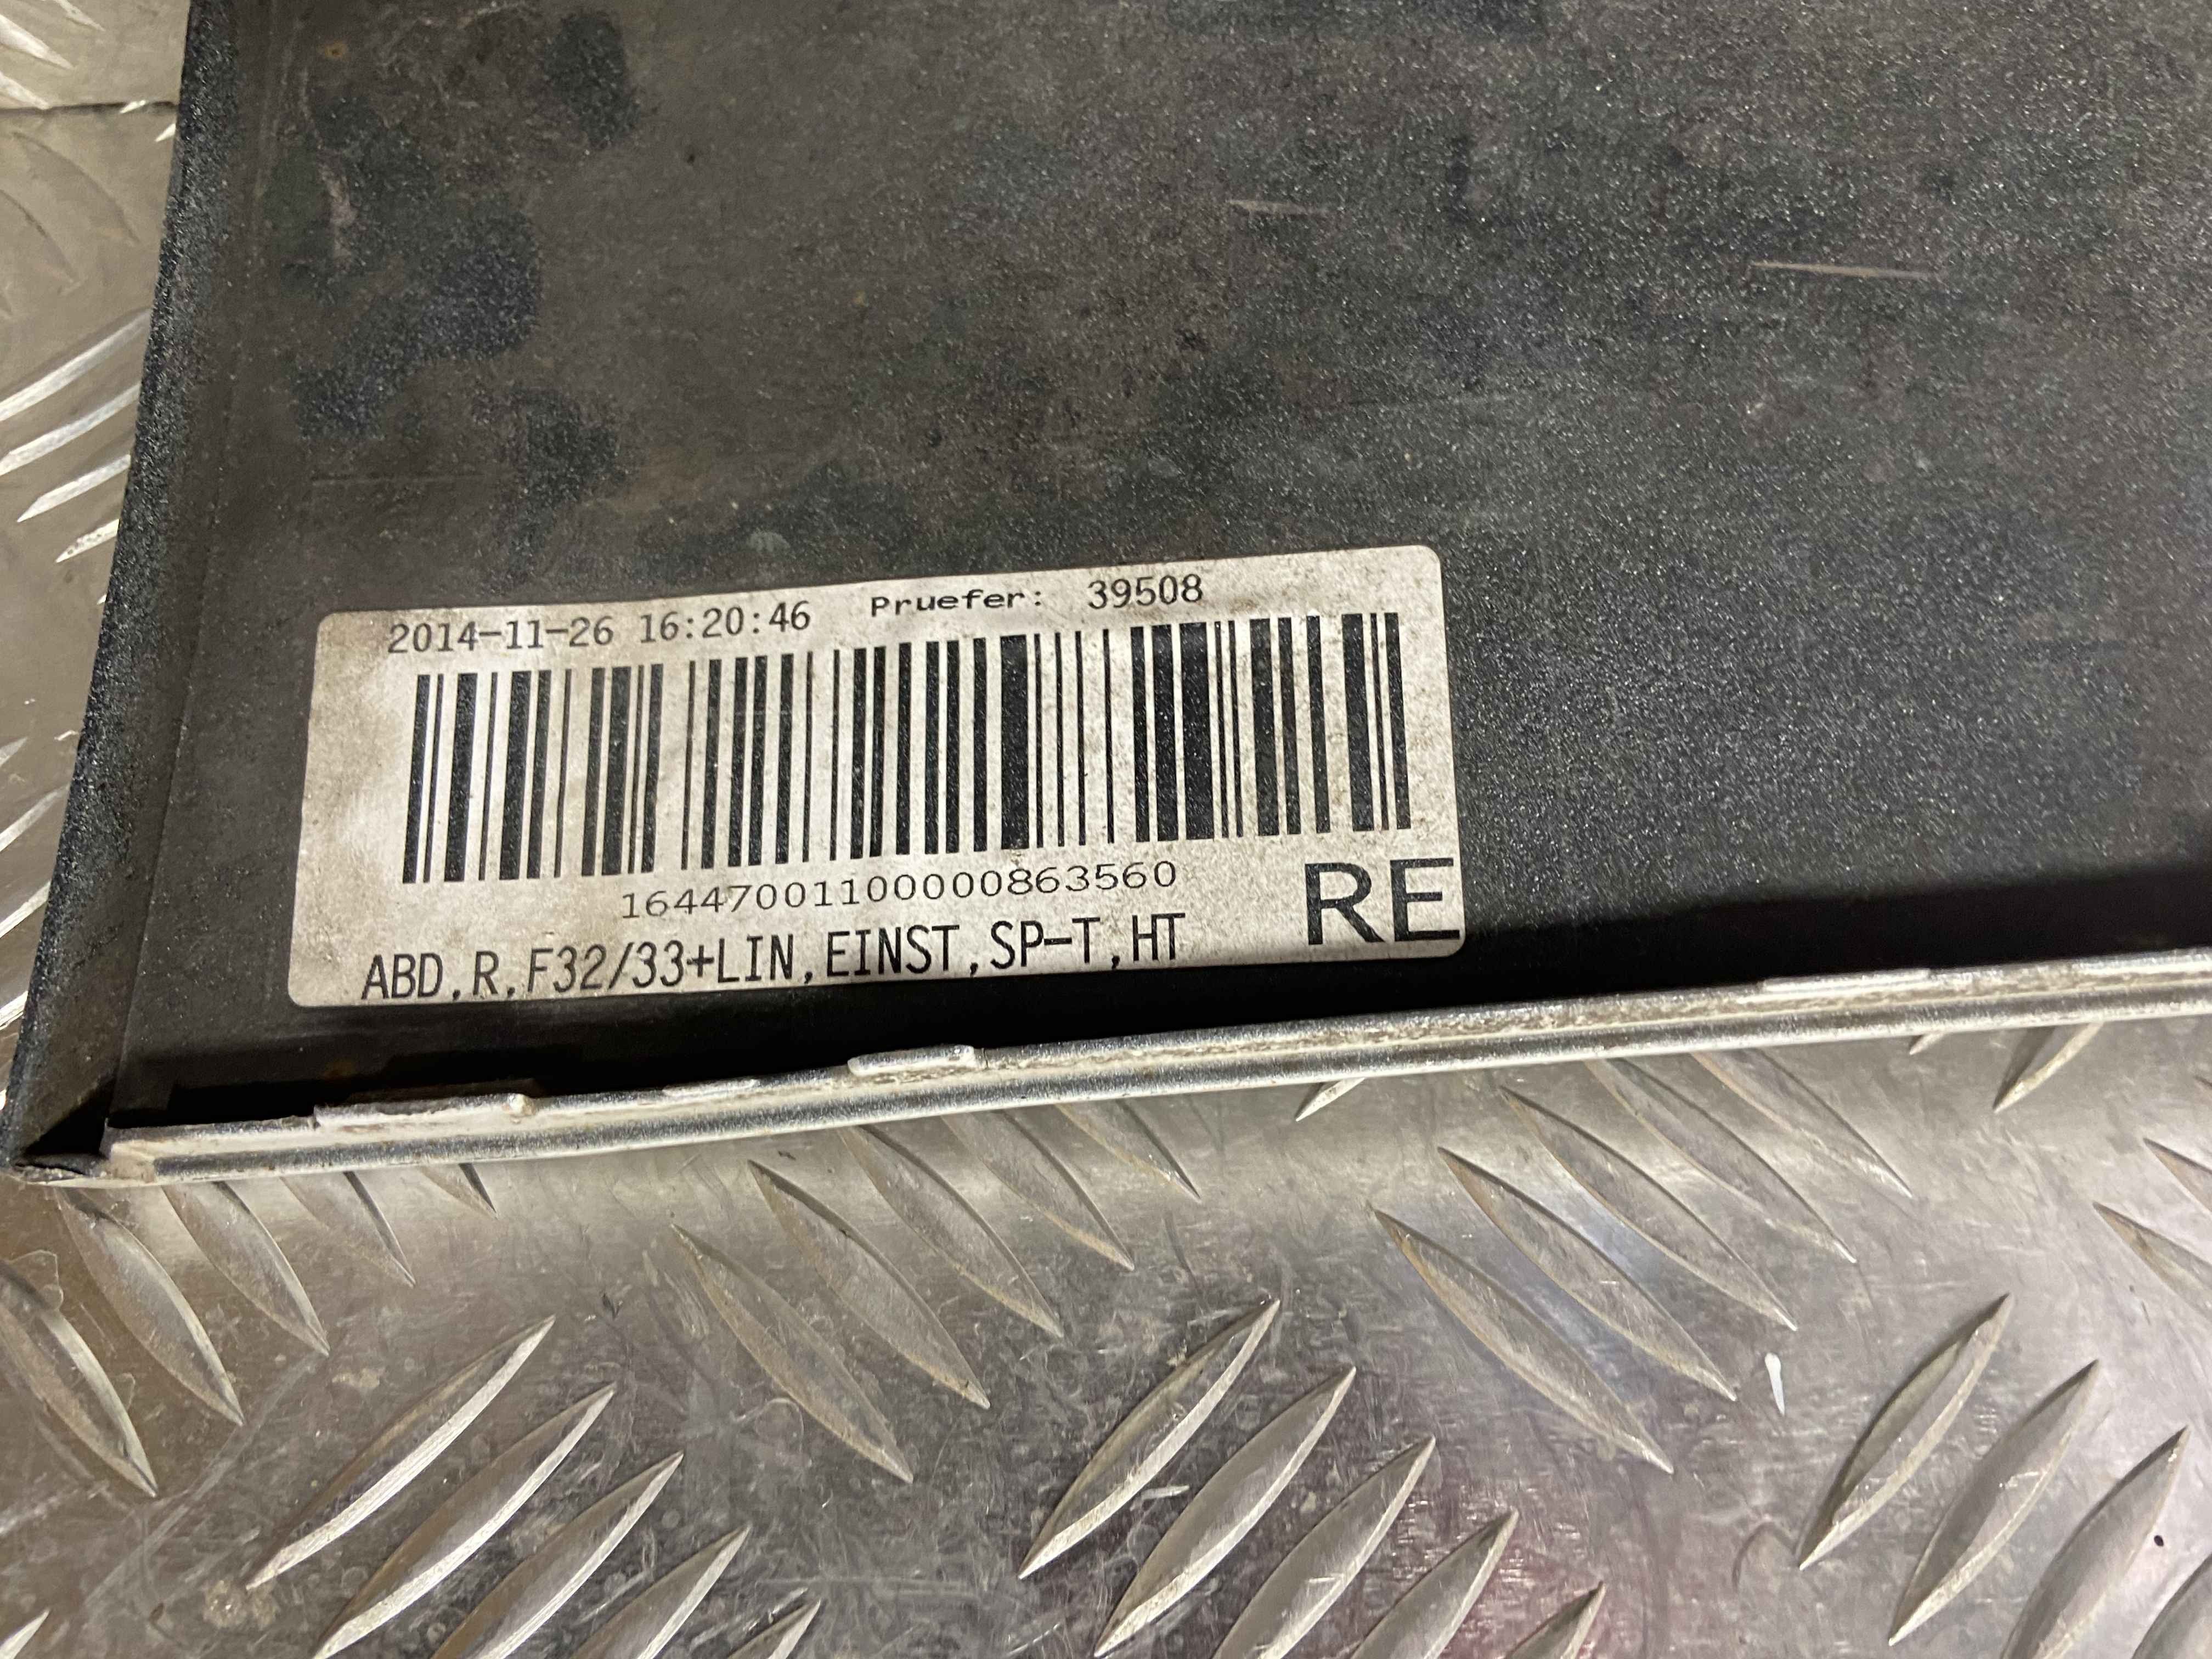 2014-11-26 16:20:46 Pruefer: 39508
16447001100000863560
RE
ABD,R,F32/33+LIN,EINST,SP-T,HT